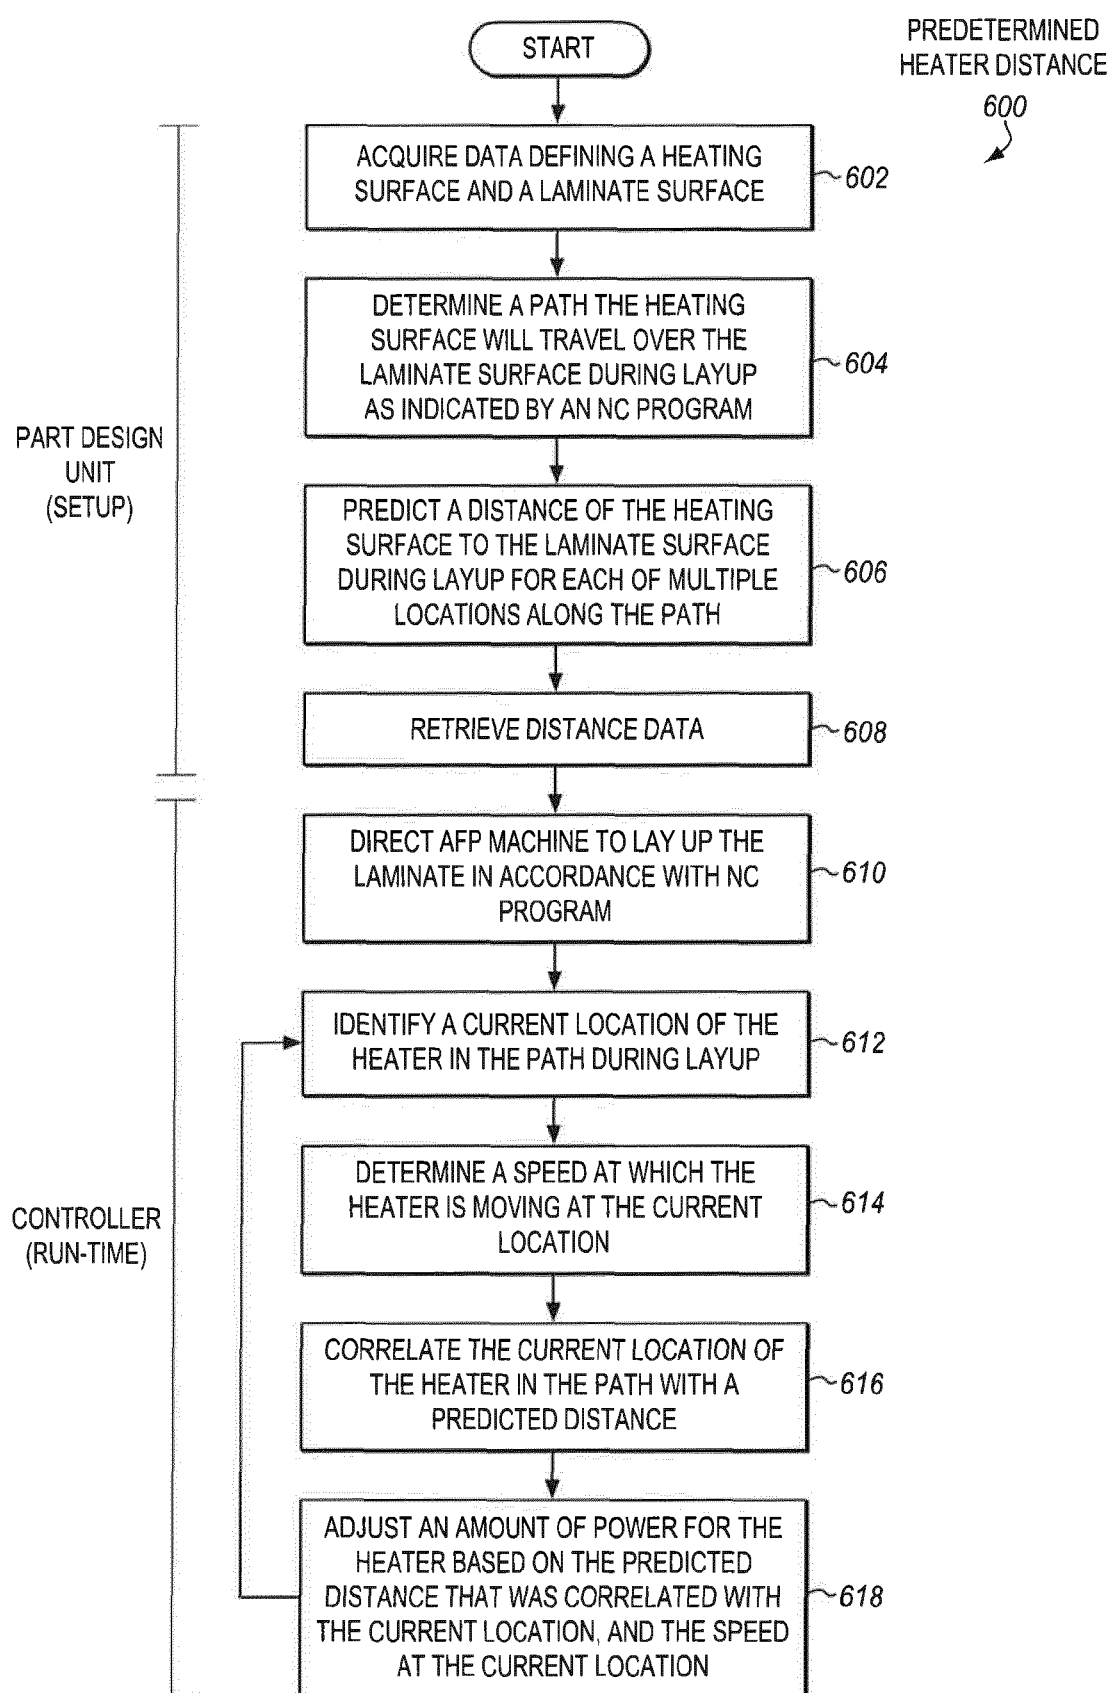 START
PREDETERMINED
HEATER DISTANCE
600
ACQUIRE DATA DEFINING A HEATING
SURFACE AND A LAMINATE SURFACE
602
DETERMINE A PATH THE HEATING
SURFACE WILL TRAVEL OVER THE
LAMINATE SURFACE DURING LAYUP
AS INDICATED BY AN NC PROGRAM
604
PART DESIGN
UNIT
(SETUP)
PREDICT A DISTANCE OF THE HEATING
SURFACE TO THE LAMINATE SURFACE
DURING LAYUP FOR EACH OF MULTIPLE
LOCATIONS ALONG THE PATH
606
RETRIEVE DISTANCE DATA
608
DIRECT AFP MACHINE TO LAY UP THE
LAMINATE IN ACCORDANCE WITH NC
PROGRAM
610
IDENTIFY A CURRENT LOCATION OF THE
HEATER IN THE PATH DURING LAYUP
612
DETERMINE A SPEED AT WHICH THE
HEATER IS MOVING AT THE CURRENT
LOCATION
614
CONTROLLER
(RUN-TIME)
CORRELATE THE CURRENT LOCATION OF
THE HEATER IN THE PATH WITH A
PREDICTED DISTANCE
616
ADJUST AN AMOUNT OF POWER FOR THE
HEATER BASED ON THE PREDICTED
DISTANCE THAT WAS CORRELATED WITH
THE CURRENT LOCATION, AND THE SPEED
AT THE CURRENT LOCATION
618